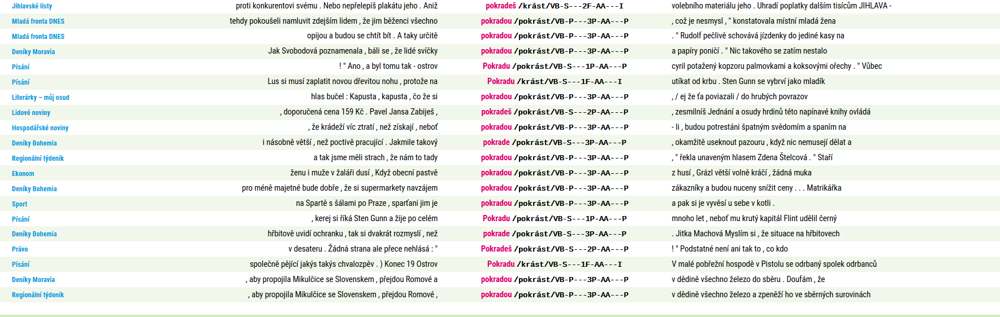 Jihlavské listy proti konkurentovi svému . Nebo nepřelepíš plakátu jeho . Aniž pokradeš /krást/VB-S---2F-AA---I volebního materiálu jeho . Uhradí poplatky dalším tisícům JIHLAVA -
Mladá fronta DNES tehdy pokoušeli namluvit zdejším lidem , že jim běženci všechno pokradou /pokrást/VB-P---3P-AA---P , což je nesmysl , " konstatovala místní mladá žena
Mladá fronta DNES opijou a budou se chtít bít . A taky určitě pokradou /pokrást/VB-P---3P-AA---P . " Rudolf pečlivě schovává jízdenky do jediné kasy na
Deníky Moravia Jak Svobodová poznamenala , báli se , že lidé svíčky pokradou /pokrást/VB-P---3P-AA---P a papíry poničí . " Nic takového se zatím nestalo
Písání ! " Ano , a byl tomu tak - ostrov Pokradu /pokrást/VB-S---1P-AA---P cyril potažený kopzoru palmovkami a koksovými ořechy . " Vůbec
Písání Lus si musí zaplatit novou dřevitou nohu , protože na Pokradu /krást/VB-S---1F-AA---I utíkat od krbu . Sten Gunn se vybrví jako mladík
Literárky – můj osud hlas bučel : Kapusta , kapusta , čo že si pokradou /pokrást/VB-P---3P-AA---P , / ej že ťa poviazali / do hrubých povrazov
Lidové noviny , doporučená cena 159 Kč . Pavel Jansa Zabiješ , pokradeš /pokrást/VB-S---2P-AA---P , zesmilníš Jednání a osudy hrdinů této napínavé knihy ovládá
Hospodářské noviny , že krádeží víc ztratí , než získají , neboť pokradou /pokrást/VB-P---3P-AA---P - li , budou potrestáni špatným svědomím a spaním na
Deníky Bohemia i násobně větší , než poctivě pracující . Jakmile takový pokrade /pokrást/VB-S---3P-AA---P , okamžitě useknout pazouru , když nic nemusejí dělat a
Regionální týdeník a tak jsme měli strach , že nám to tady pokradou /pokrást/VB-P---3P-AA---P , " řekla unaveným hlasem Zdena Štelcová . " Staří
Ekonom ženu i muže v žaláři dusí , Když obecní pastvě pokradou /pokrást/VB-P---3P-AA---P z husí , Grázl větší volně kráčí , žádná muka
Deníky Bohemia pro méně majetné bude dobře , že si supermarkety navzájem pokradou /pokrást/VB-P---3P-AA---P zákazníky a budou nuceny snížit ceny . . . Matrikářka
Sport na Spartě s šálami po Praze , sparťani jim je pokradou /pokrást/VB-P---3P-AA---P a pak si je vyvěsí u sebe v kotli .
Písání , kerej si říká Sten Gunn a žije po celém Pokradu /pokrást/VB-S---1P-AA---P mnoho let , neboť mu krutý kapitál Flint udělil černý
Deníky Bohemia hřbitově uvidí ochranku , tak si dvakrát rozmyslí , než pokrade /pokrást/VB-S---3P-AA---P . Jitka Machová Myslím si , že situace na hřbitovech
Právo v desateru . Žádná strana ale přece nehlásá : " Pokradeš /pokrást/VB-S---2P-AA---P ! " Podstatné není ani tak to , co kdo
Písání společně pějící jakýs takýs chvalozpěv . ) Konec 19 Ostrov Pokradu /krást/VB-S---1F-AA---I V malé pobřežní hospodě v Pistolu se odrbaný spolek odrbanců
Deníky Moravia , aby propojila Mikulčice se Slovenskem , přejdou Romové a pokradou /pokrást/VB-P---3P-AA---P v dědině všechno železo do sběru . Doufám , že
Regionální týdeník , aby propojila Mikulčice se Slovenskem , přejdou Romové , pokradou /pokrást/VB-P---3P-AA---P v dědině všechno železo a zpeněží ho ve sběrných surovinách